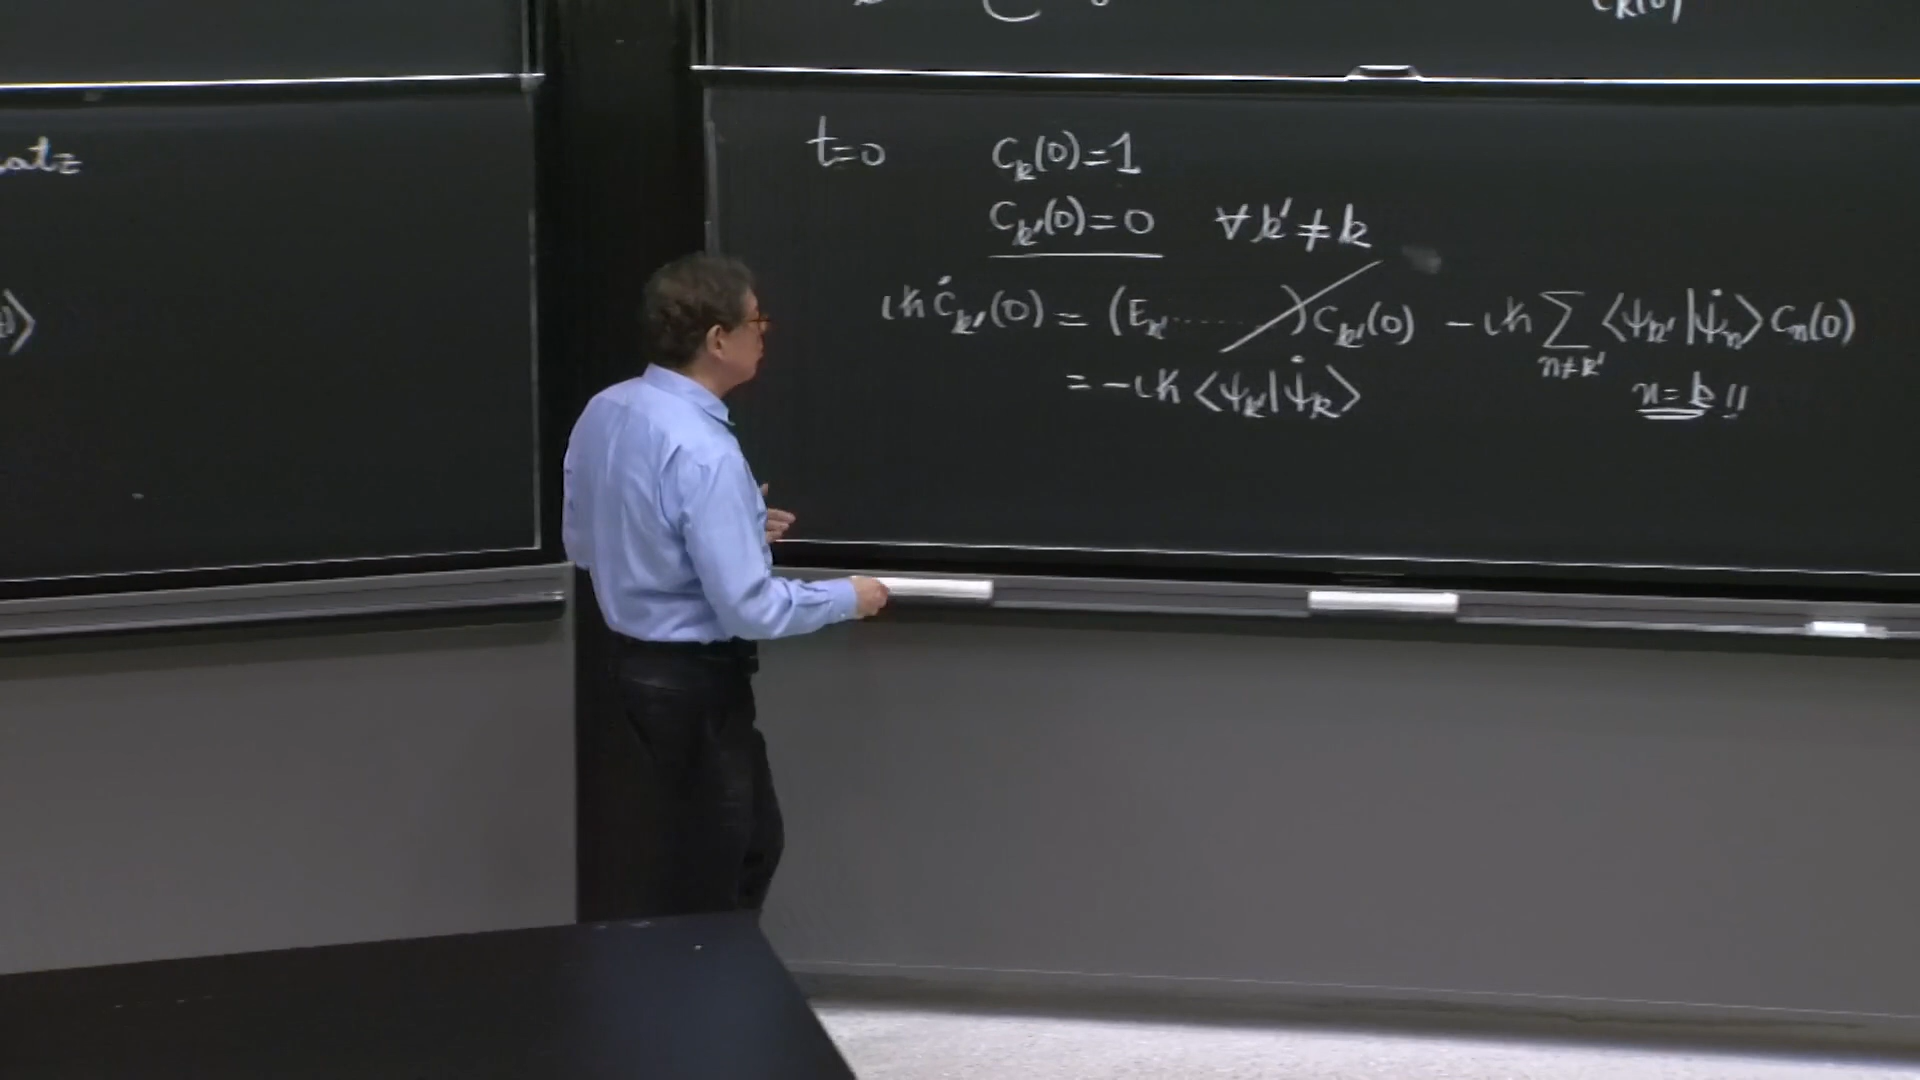 t=0 C_k(0)=1
C_k'(0)=0 ∀ k' ≠ k
iħ Ċ_k'(0) = (E_k' ........ ) C_k'(0) − iħ Σ_{n≠k'} ⟨ψ_k'|ψ̇_n⟩ C_n(0)
= −iħ ⟨ψ_k'|ψ̇_k⟩ n=k !!